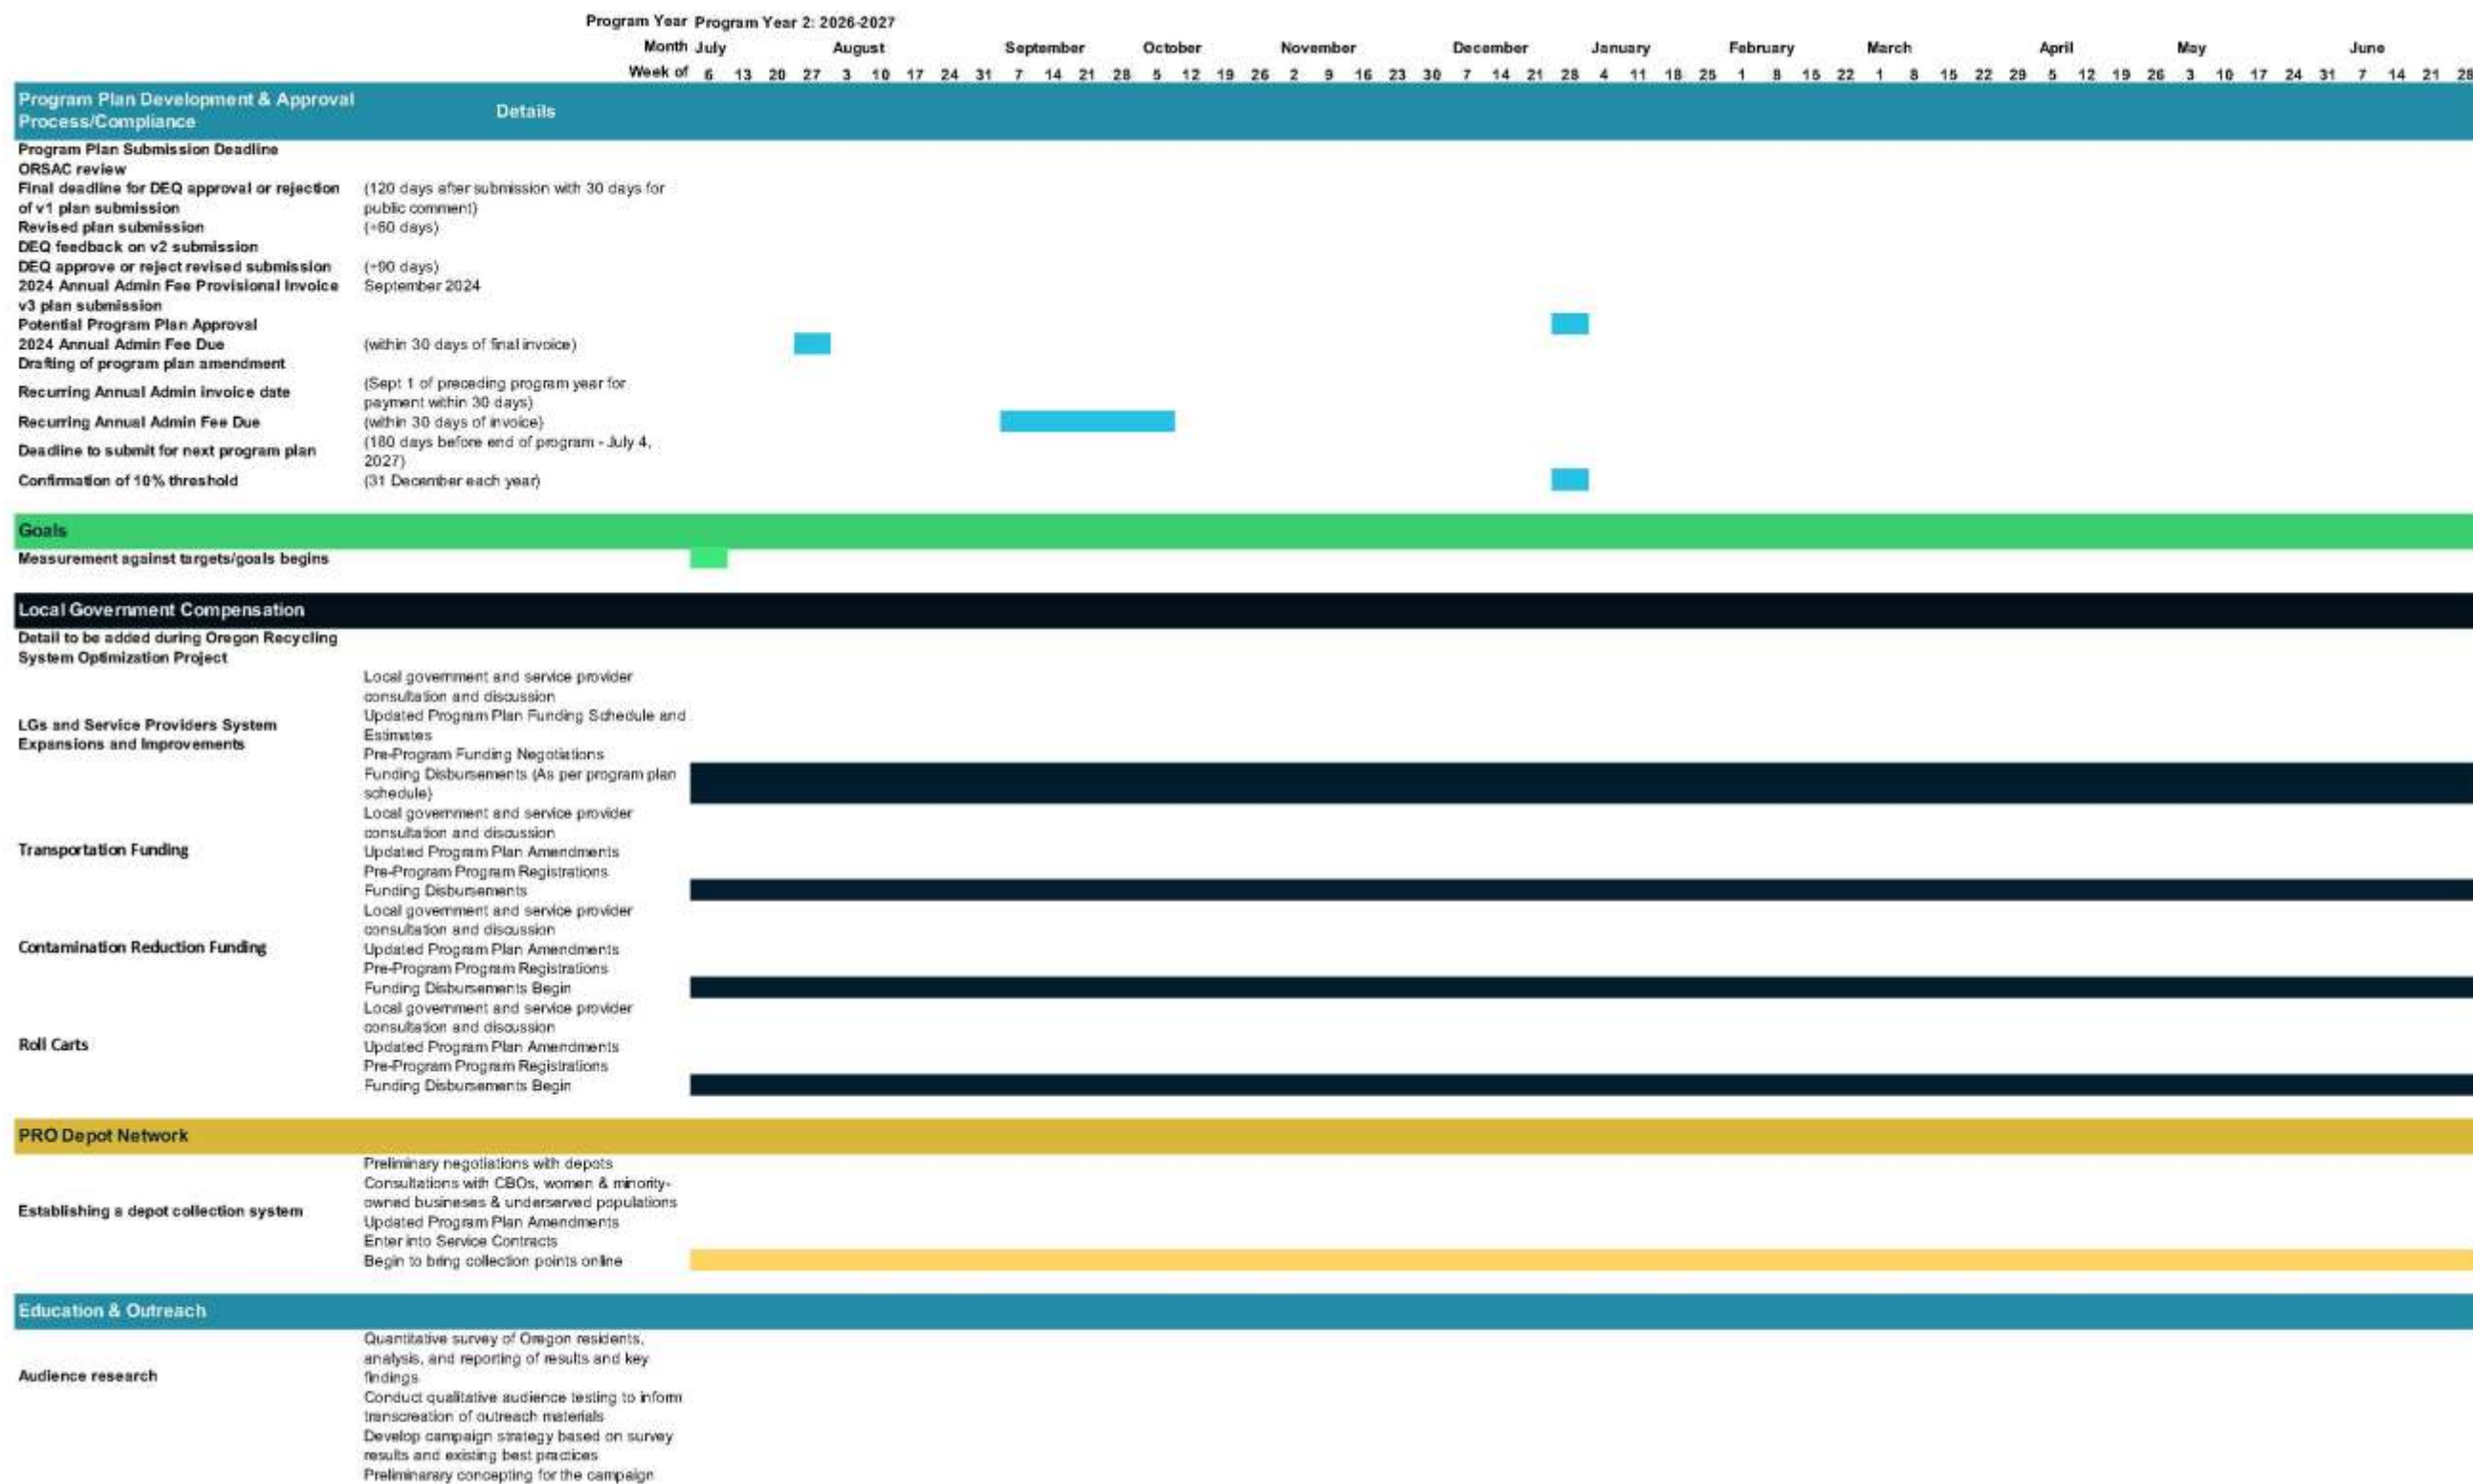 Program Year Program Year 2: 2026-2027
Month July August September October November December January February March April May June
Week of 6 13 20 27 3 10 17 24 31 7 14 21 28 5 12 19 26 2 9 16 23 30 7 14 21 28 4 11 18 25 1 8 15 22 1 8 15 22 29 5 12 19 26 3 10 17 24 31 7 14 21 28
Program Plan Development & Approval
Process/Compliance
Details
Program Plan Submission Deadline
ORSAC review
Final deadline for DEQ approval or rejection (120 days after submission with 30 days for
of v1 plan submission public comment)
Revised plan submission (+60 days)
DEQ feedback on v2 submission
DEQ approve or reject revised submission (+90 days)
2024 Annual Admin Fee Provisional Invoice September 2024
v3 plan submission
Potential Program Plan Approval
2024 Annual Admin Fee Due (within 30 days of final invoice)
Drafting of program plan amendment
Recurring Annual Admin invoice date
(Sept 1 of preceding program year for
payment within 30 days)
Recurring Annual Admin Fee Due (within 30 days of invoice)
Deadline to submit for next program plan
(180 days before end of program - July 4,
2027)
Confirmation of 10% threshold (31 December each year)
Goals
Measurement against targets/goals begins
Local Government Compensation
Detail to be added during Oregon Recycling
System Optimization Project
LGs and Service Providers System
Expansions and Improvements
Local government and service provider
consultation and discussion
Updated Program Plan Funding Schedule and
Estimates
Pre-Program Funding Negotiations
Funding Disbursements (As per program plan
schedule)
Transportation Funding
Local government and service provider
consultation and discussion
Updated Program Plan Amendments
Pre-Program Program Registrations
Funding Disbursements
Contamination Reduction Funding
Local government and service provider
consultation and discussion
Updated Program Plan Amendments
Pre-Program Program Registrations
Funding Disbursements Begin
Roll Carts
Local government and service provider
consultation and discussion
Updated Program Plan Amendments
Pre-Program Program Registrations
Funding Disbursements Begin
PRO Depot Network
Establishing a depot collection system
Preliminary negotiations with depots
Consultations with CBOs, women & minority-
owned busineses & underserved populations
Updated Program Plan Amendments
Enter into Service Contracts
Begin to bring collection points online
Education & Outreach
Audience research
Quantitative survey of Oregon residents,
analysis, and reporting of results and key
findings
Conduct qualitative audience testing to inform
transcreation of outreach materials
Develop campaign strategy based on survey
results and existing best practices
Preliminarary concepting for the campaign